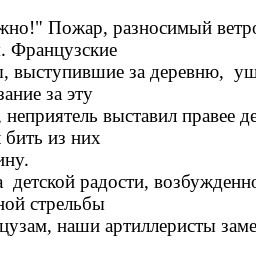 жно!" Пожар, разносимый ветро
. Французские
, выступившие за деревню, уш
зание за эту
, неприятель выставил правее де
бить из них
ину.
детской радости, возбужденно
ной стрельбы
цузам, наши артиллеристы заме